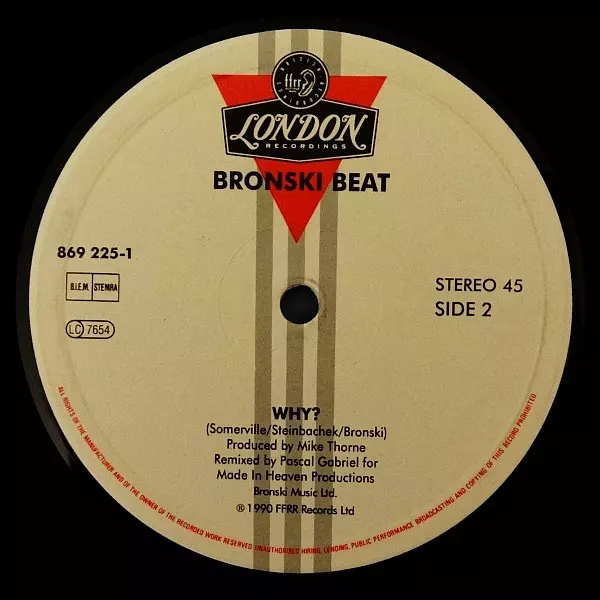 ffrr
LONDON
RECORDINGS
BRONSKI BEAT
869 225-1
B.I.E.M. STEMRA
LC 7654
STEREO 45
SIDE 2
WHY?
(Somerville/Steinbachek/Bronski)
Produced by Mike Thorne
Remixed by Pascal Gabriel for
Made In Heaven Productions
Bronski Music Ltd.
℗ 1990 FFRR Records Ltd
ALL RIGHTS OF THE MANUFACTURER AND OF THE OWNER OF THE RECORDED WORK RESERVED UNAUTHORISED HIRING, LENDING, PUBLIC PERFORMANCE BROADCASTING AND COPYING OF THIS RECORD PROHIBITED